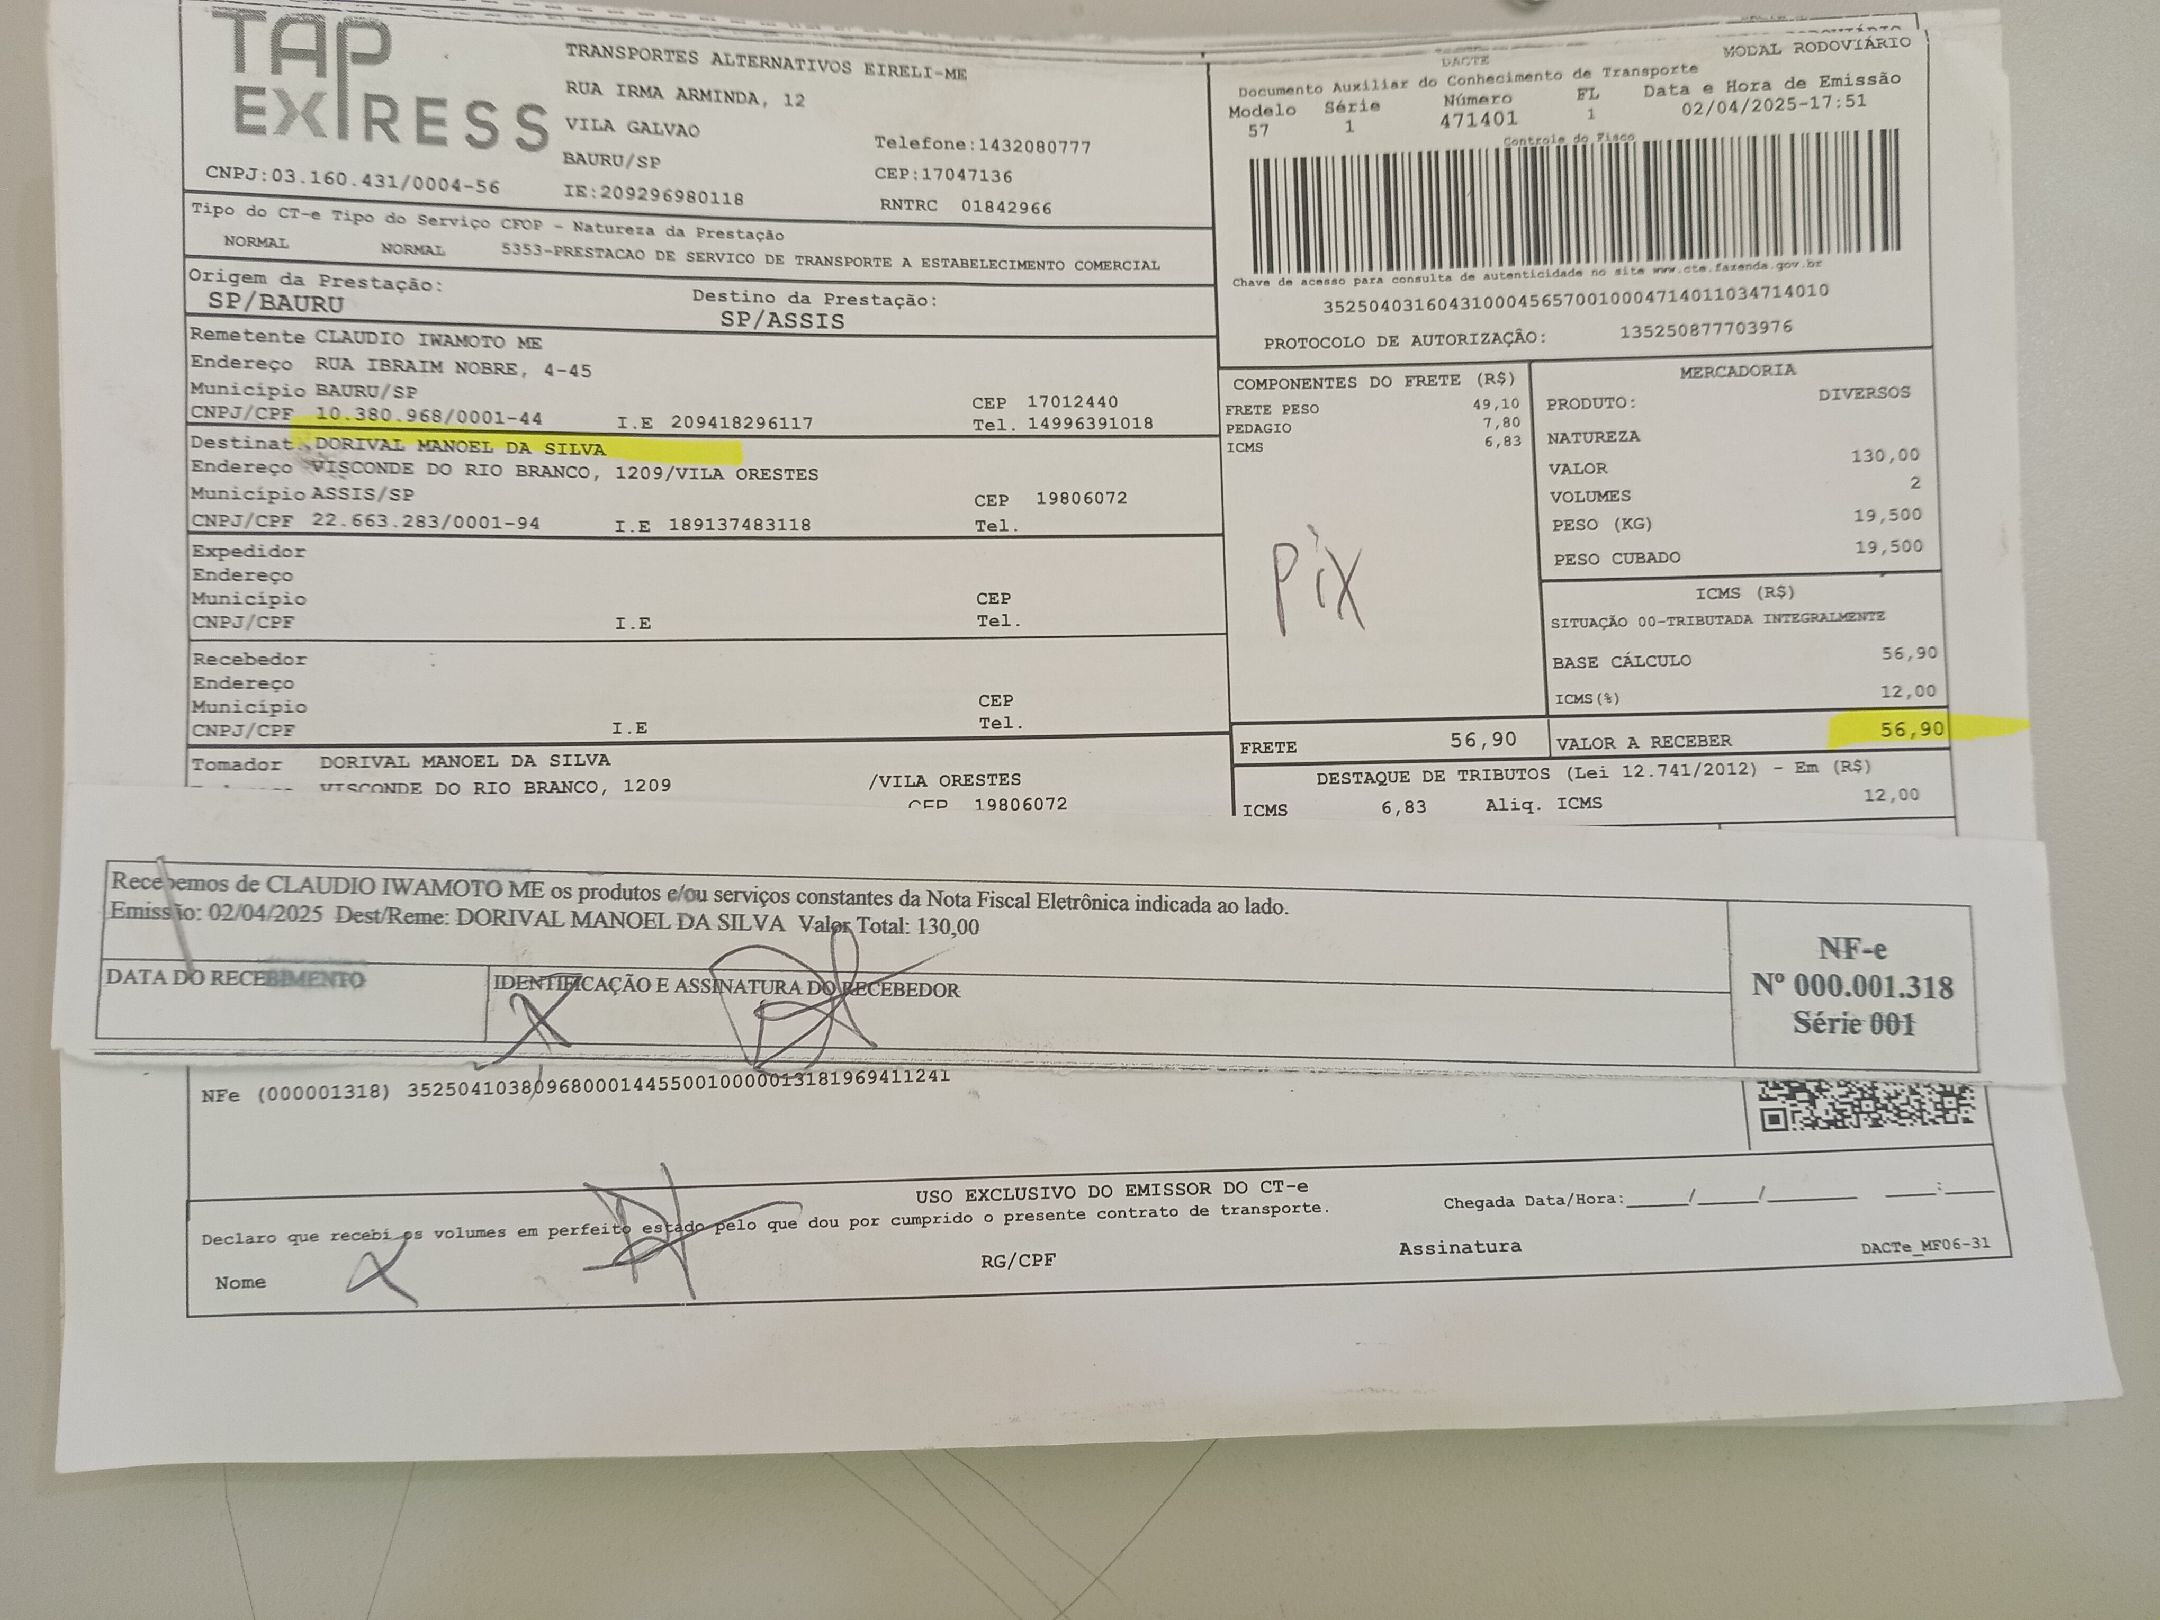 TAP
EXPRESS
TRANSPORTES ALTERNATIVOS EIRELI-ME
RUA IRMA ARMINDA, 12
VILA GALVAO
BAURU/SP
Telefone:1432080777
CEP:17047136
CNPJ:03.160.431/0004-56
IE:209296980118
RNTRC 01842966
MODAL RODOVIÁRIO
DACTE
Documento Auxiliar do Conhecimento de Transporte
Modelo Série Número FL Data e Hora de Emissão
57 1 471401 1 02/04/2025-17:51
Controle do Fisco
Chave de acesso para consulta de autenticidade no site www.cte.fazenda.gov.br
35250403160431000456570010004714011034714010
PROTOCOLO DE AUTORIZAÇÃO: 135250877703976
Tipo do CT-e Tipo do Serviço CFOP - Natureza da Prestação
NORMAL NORMAL 5353-PRESTACAO DE SERVICO DE TRANSPORTE A ESTABELECIMENTO COMERCIAL
Origem da Prestação: Destino da Prestação:
SP/BAURU SP/ASSIS
Remetente CLAUDIO IWAMOTO ME
Endereço RUA IBRAIM NOBRE, 4-45
Município BAURU/SP CEP 17012440
CNPJ/CPF 10.380.968/0001-44 I.E 209418296117 Tel. 14996391018
Destinat. DORIVAL MANOEL DA SILVA
Endereço VISCONDE DO RIO BRANCO, 1209/VILA ORESTES
Município ASSIS/SP CEP 19806072
CNPJ/CPF 22.663.283/0001-94 I.E 189137483118 Tel.
Expedidor
Endereço
Município CEP
CNPJ/CPF I.E Tel.
Recebedor
Endereço
Município CEP
CNPJ/CPF I.E Tel.
Tomador DORIVAL MANOEL DA SILVA
VISCONDE DO RIO BRANCO, 1209 /VILA ORESTES
CEP 19806072
COMPONENTES DO FRETE (R$)
FRETE PESO 49,10
PEDAGIO 7,80
ICMS 6,83
Pix
FRETE 56,90
MERCADORIA
PRODUTO: DIVERSOS
NATUREZA
VALOR 130,00
VOLUMES 2
PESO (KG) 19,500
PESO CUBADO 19,500
ICMS (R$)
SITUAÇÃO 00-TRIBUTADA INTEGRALMENTE
BASE CÁLCULO 56,90
ICMS(%) 12,00
VALOR A RECEBER 56,90
DESTAQUE DE TRIBUTOS (Lei 12.741/2012) - Em (R$)
ICMS 6,83 Aliq. ICMS 12,00
Recebemos de CLAUDIO IWAMOTO ME os produtos e/ou serviços constantes da Nota Fiscal Eletrônica indicada ao lado.
Emissão: 02/04/2025 Dest/Reme: DORIVAL MANOEL DA SILVA Valor Total: 130,00
DATA DO RECEBIMENTO
IDENTIFICAÇÃO E ASSINATURA DO RECEBEDOR
NF-e
Nº 000.001.318
Série 001
NFe (000001318) 35250410380968000144550010000013181969411241
USO EXCLUSIVO DO EMISSOR DO CT-e
Declaro que recebi os volumes em perfeito estado pelo que dou por cumprido o presente contrato de transporte.
Chegada Data/Hora:____/____/______ ____:____
Nome RG/CPF Assinatura
DACTe_MF06-31